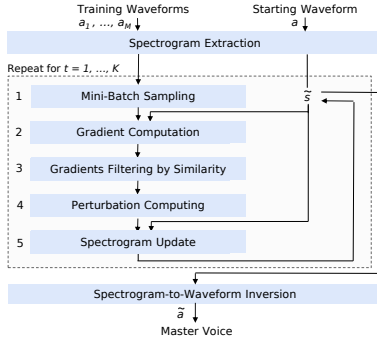 Training Waveforms
a1, ..., aM
Starting Waveform
a
Spectrogram Extraction
Repeat for t = 1, ..., K
1 Mini-Batch Sampling
s̃
2 Gradient Computation
3 Gradients Filtering by Similarity
4 Perturbation Computing
5 Spectrogram Update
Spectrogram-to-Waveform Inversion
ã
Master Voice